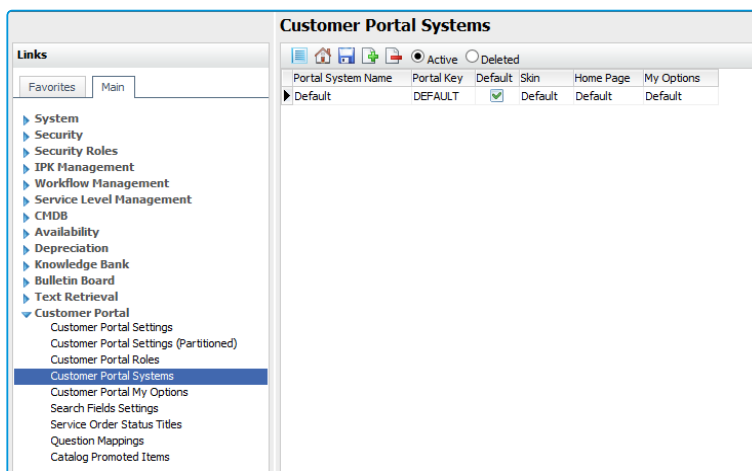 Customer Portal Systems
Links
Active Deleted
Favorites Main
Portal System Name Portal Key Default Skin Home Page My Options
Default DEFAULT Default Default Default
System
Security
Security Roles
IPK Management
Workflow Management
Service Level Management
CMDB
Availability
Depreciation
Knowledge Bank
Bulletin Board
Text Retrieval
Customer Portal
Customer Portal Settings
Customer Portal Settings (Partitioned)
Customer Portal Roles
Customer Portal Systems
Customer Portal My Options
Search Fields Settings
Service Order Status Titles
Question Mappings
Catalog Promoted Items